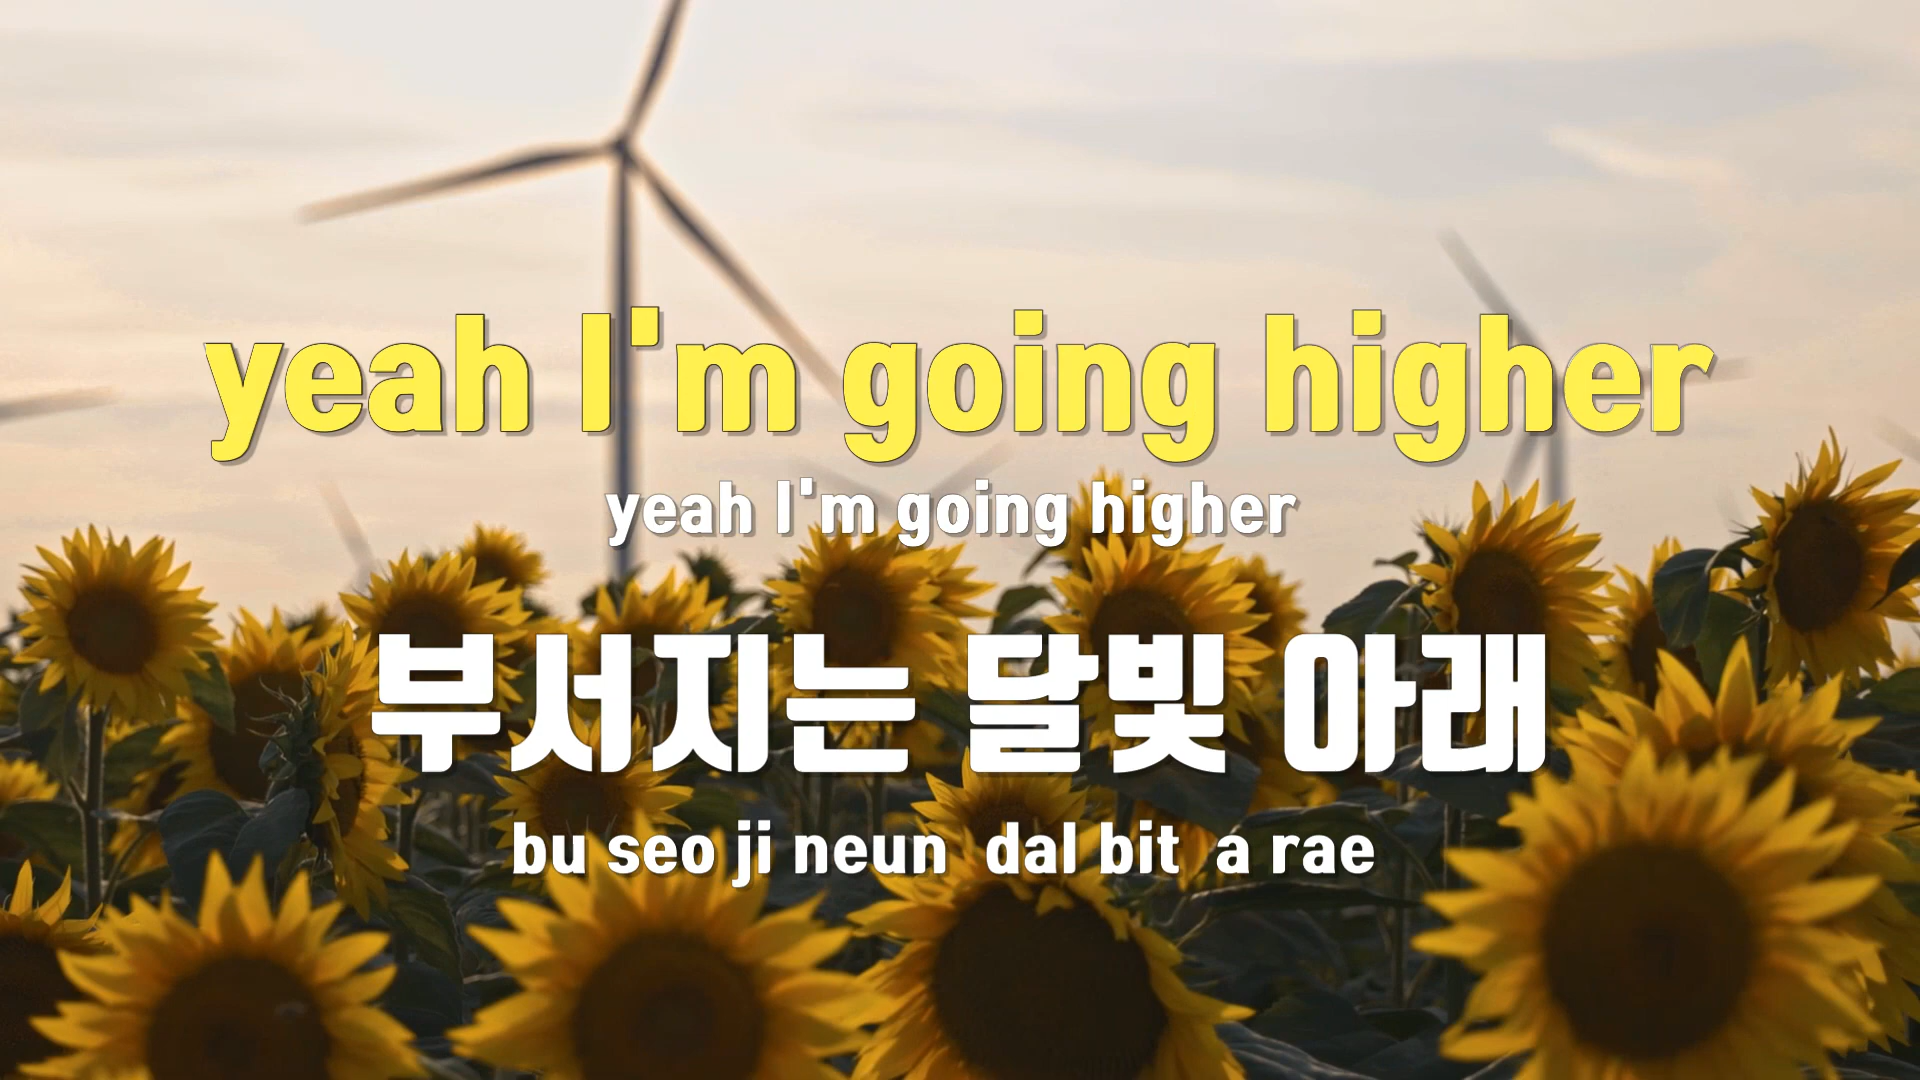 yeah I'm going higher
yeah I'm going higher
부서지는 달빛 아래
bu seo ji neun dal bit a rae